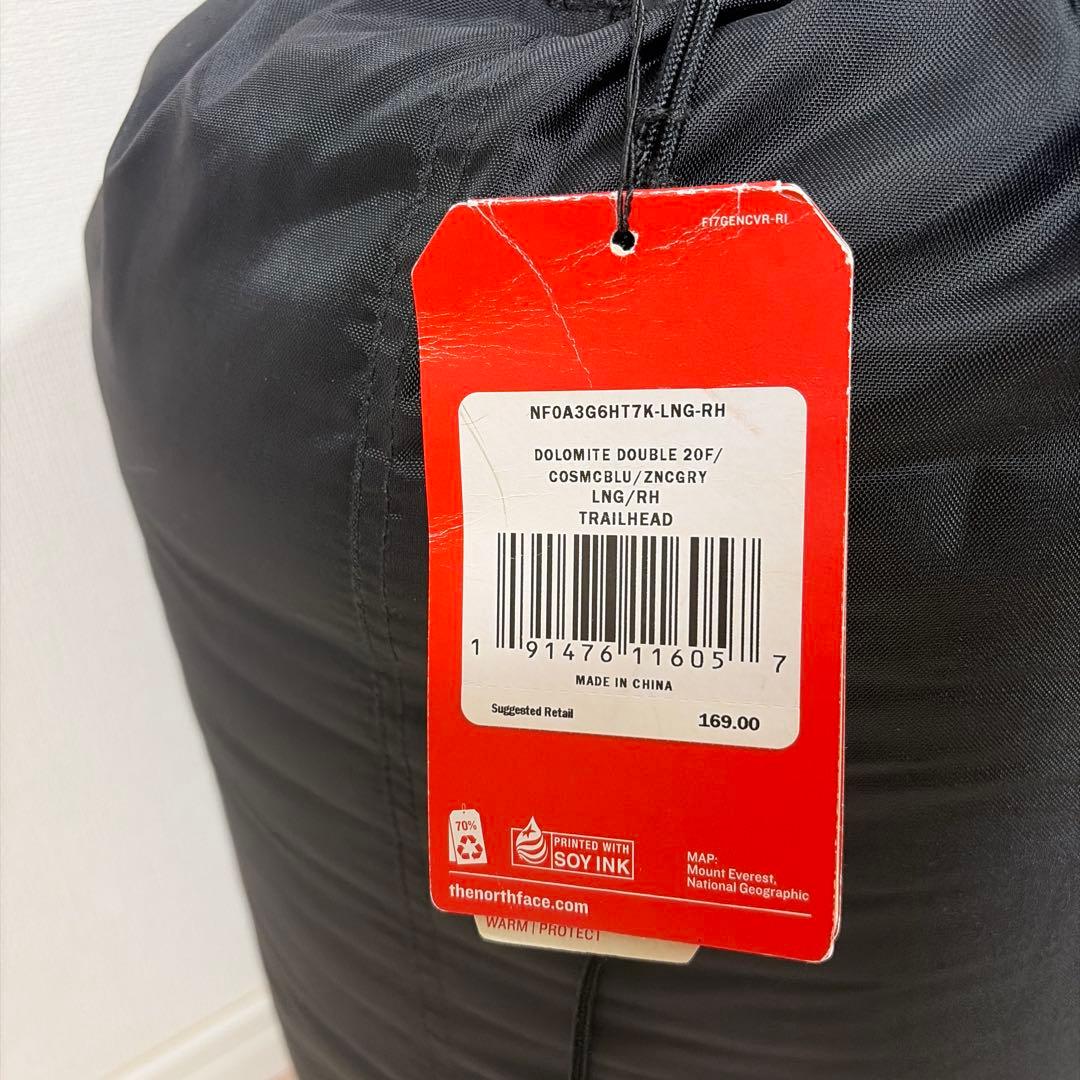 F17GENCVR-RI
NF0A3G6HT7K-LNG-RH
DOLOMITE DOUBLE 20F/
COSMCBLU/ZNCGRY
LNG/RH
TRAILHEAD
1 91476 11605 7
MADE IN CHINA
Suggested Retail 169.00
70%
PRINTED WITH
SOY INK
MAP:
Mount Everest,
National Geographic
thenorthface.com
WARM | PROTECT